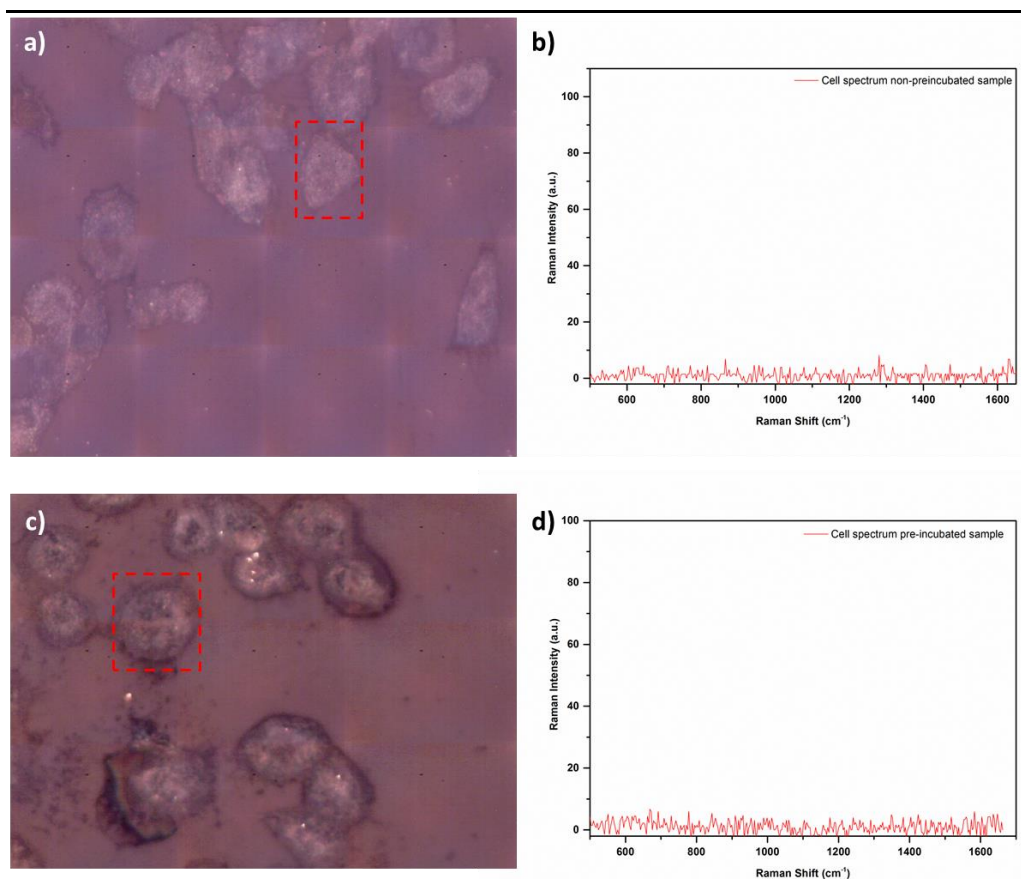 a)
b)
Cell spectrum non-preincubated sample
100
80
60
40
20
0
Raman Intensity (a.u.)
600 800 1000 1200 1400 1600
Raman Shift (cm⁻¹)
c)
d)
Cell spectrum pre-incubated sample
100
80
60
40
20
0
Raman Intensity (a.u.)
600 800 1000 1200 1400 1600
Raman Shift (cm⁻¹)